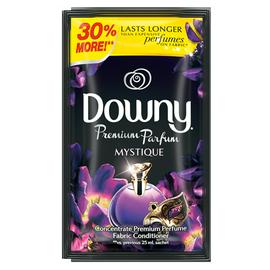 30%
MORE!**
LASTS LONGER
THAN EXPENSIVE
perfumes
ON FABRIC*
Downy
Premium Parfum
MYSTIQUE
Concentrate Premium Perfume
Fabric Conditioner
**vs. previous 25 ml. sachet